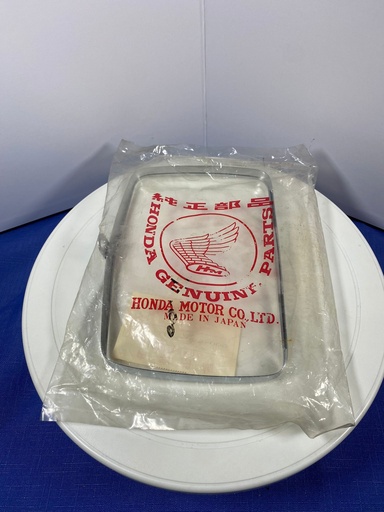 純正部品
HONDA GENUINE PARTS
HM
HONDA MOTOR CO., LTD.
MADE IN JAPAN